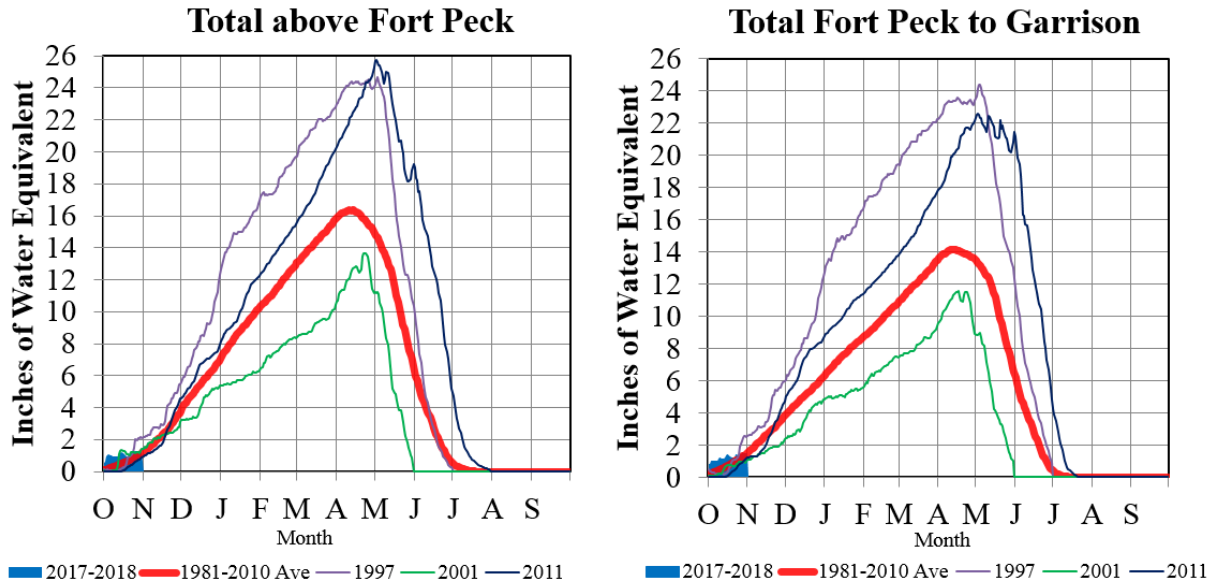 Total above Fort Peck
Inches of Water Equivalent
26
24
22
20
18
16
14
12
10
8
6
4
2
0
O N D J F M A M J J A S
Month
2017-2018 1981-2010 Ave 1997 2001 2011
Total Fort Peck to Garrison
Inches of Water Equivalent
26
24
22
20
18
16
14
12
10
8
6
4
2
0
O N D J F M A M J J A S
Month
2017-2018 1981-2010 Ave 1997 2001 2011